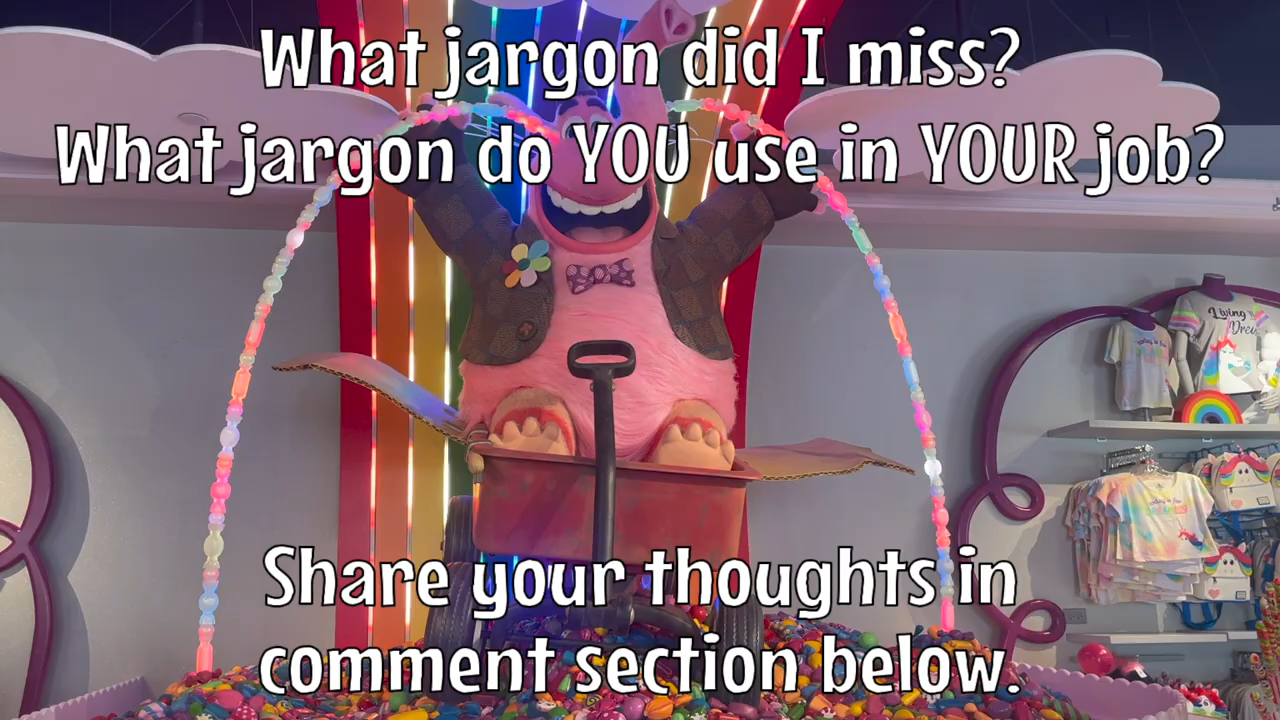 What jargon did I miss?
What jargon do YOU use in YOUR job?
Living
Share your thoughts in
comment section below.